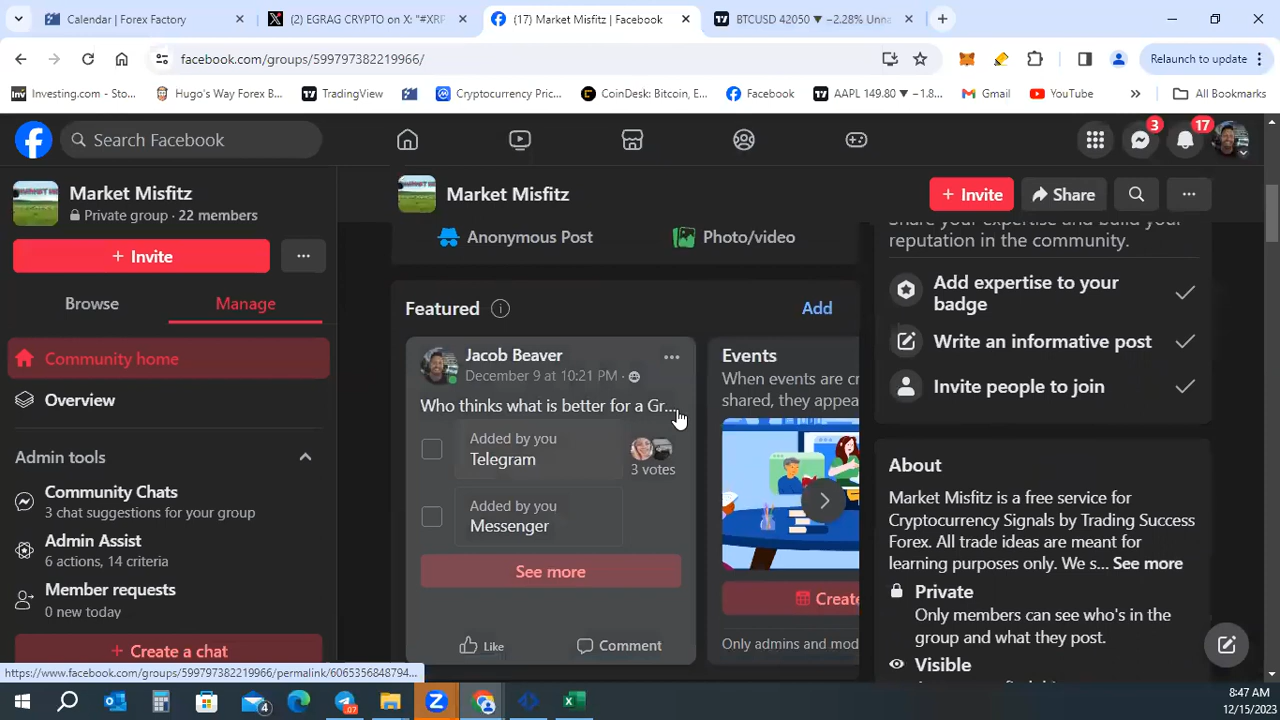 Calendar | Forex Factory
(2) EGRAG CRYPTO on X: "#XRP
(17) Market Misfitz | Facebook
BTCUSD 42050 ▼ −2.28% Unna
facebook.com/groups/599797382219966/
Relaunch to update
Investing.com - Sto...
Hugo's Way Forex B...
TradingView
Cryptocurrency Pric...
CoinDesk: Bitcoin, E...
Facebook
AAPL 149.80 ▼ −1.8...
Gmail
YouTube
All Bookmarks
Search Facebook
3
17
Market Misfitz
Private group · 22 members
+ Invite
Browse
Manage
Community home
Overview
Admin tools
Community Chats
3 chat suggestions for your group
Admin Assist
6 actions, 14 criteria
Member requests
0 new today
+ Create a chat
Market Misfitz
+ Invite
Share
Anonymous Post
Photo/video
Featured
Add
Jacob Beaver
December 9 at 10:21 PM ·
Who thinks what is better for a Gr...
Added by you
Telegram
3 votes
Added by you
Messenger
See more
Like
Comment
Events
When events are cr
shared, they appea
Create
Only admins and mod
Share your expertise and build your
reputation in the community.
Add expertise to your
badge
Write an informative post
Invite people to join
About
Market Misfitz is a free service for
Cryptocurrency Signals by Trading Success
Forex. All trade ideas are meant for
learning purposes only. We s... See more
Private
Only members can see who's in the
group and what they post.
Visible
https://www.facebook.com/groups/599797382219966/permalink/6065356848794...
4
07
8:47 AM
12/15/2023